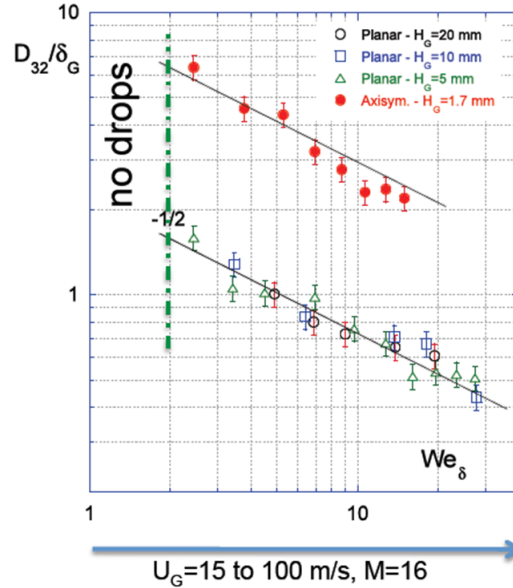 10
D₃₂/δG
Planar - HG=20 mm
Planar - HG=10 mm
Planar - HG=5 mm
Axisym. - HG=1.7 mm
no drops
-1/2
1
Weδ
1
10
UG=15 to 100 m/s, M=16